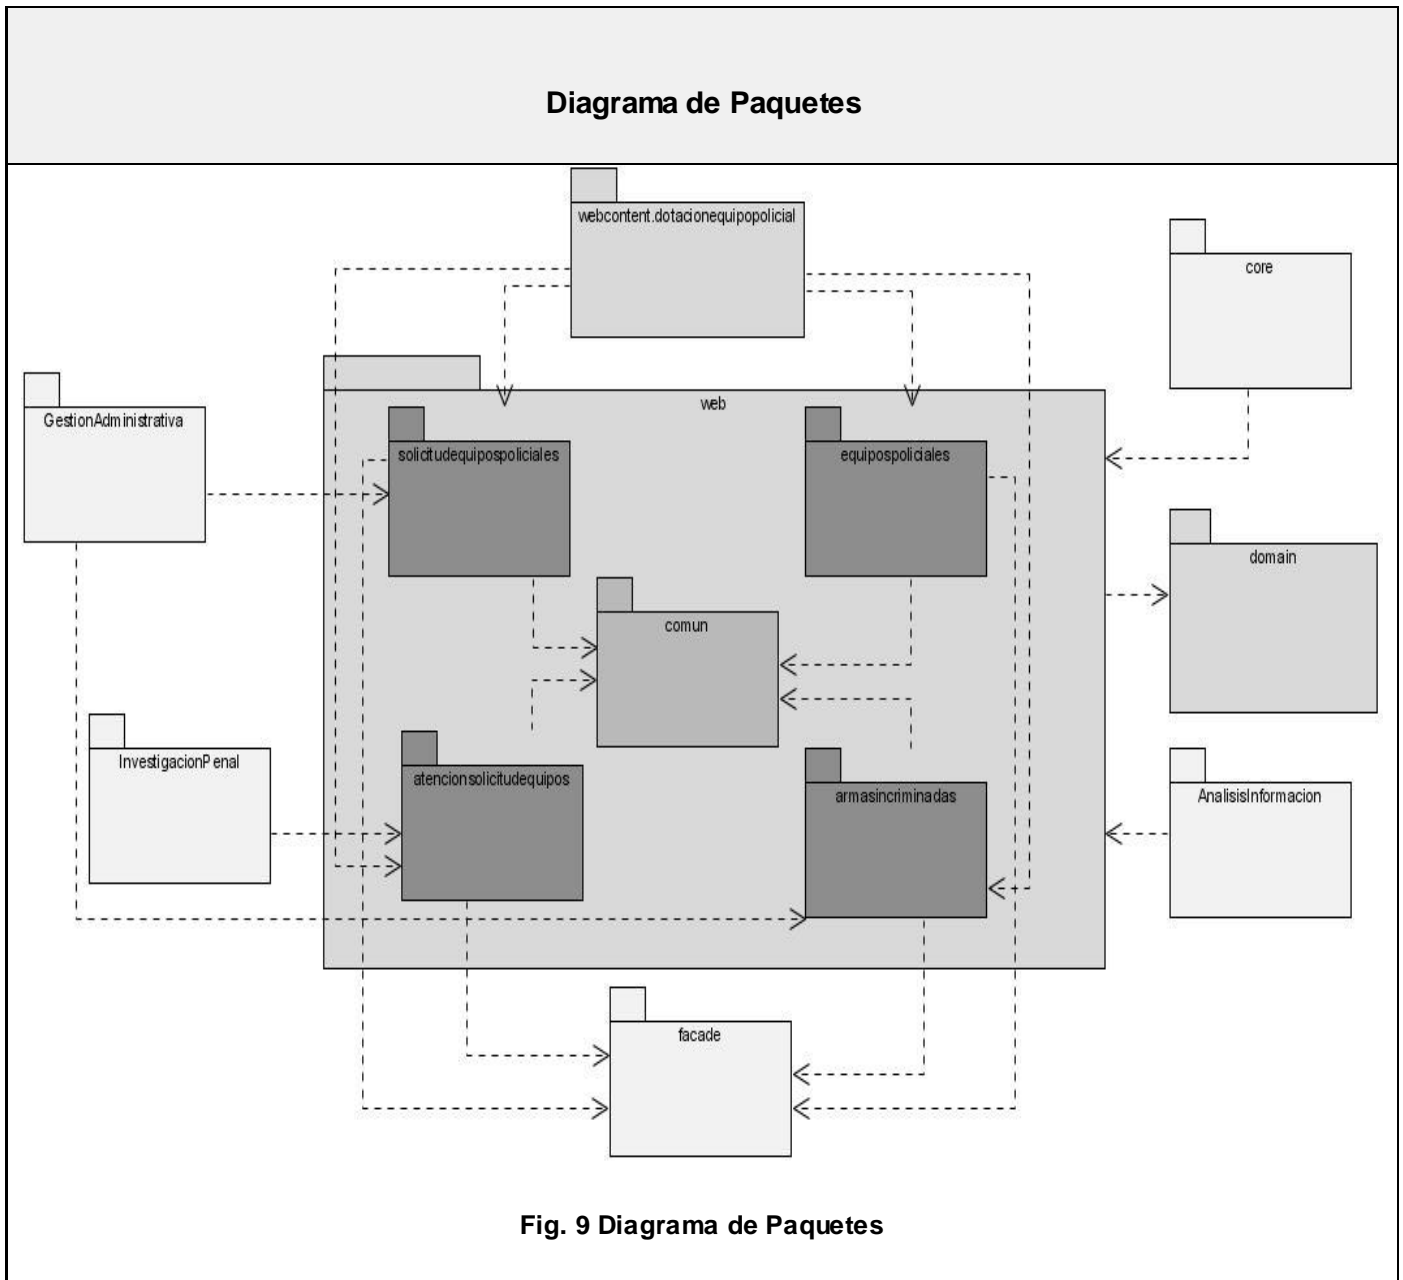 Diagrama de Paquetes
webcontent.dotacionequipopolicial
core
web
GestionAdministrativa
solicitudequipospoliciales
equipospoliciales
domain
comun
InvestigacionPenal
atencionsolicitudequipos
armasincriminadas
AnalisisInformacion
facade
Fig. 9 Diagrama de Paquetes